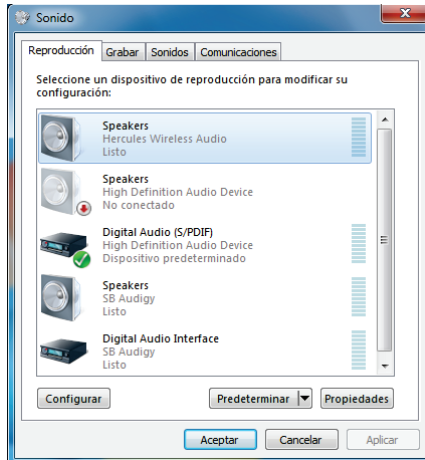 Sonido
Reproducción Grabar Sonidos Comunicaciones
Seleccione un dispositivo de reproducción para modificar su
configuración:
Speakers
Hercules Wireless Audio
Listo
Speakers
High Definition Audio Device
No conectado
Digital Audio (S/PDIF)
High Definition Audio Device
Dispositivo predeterminado
Speakers
SB Audigy
Listo
Digital Audio Interface
SB Audigy
Listo
Configurar Predeterminar Propiedades
Aceptar Cancelar Aplicar